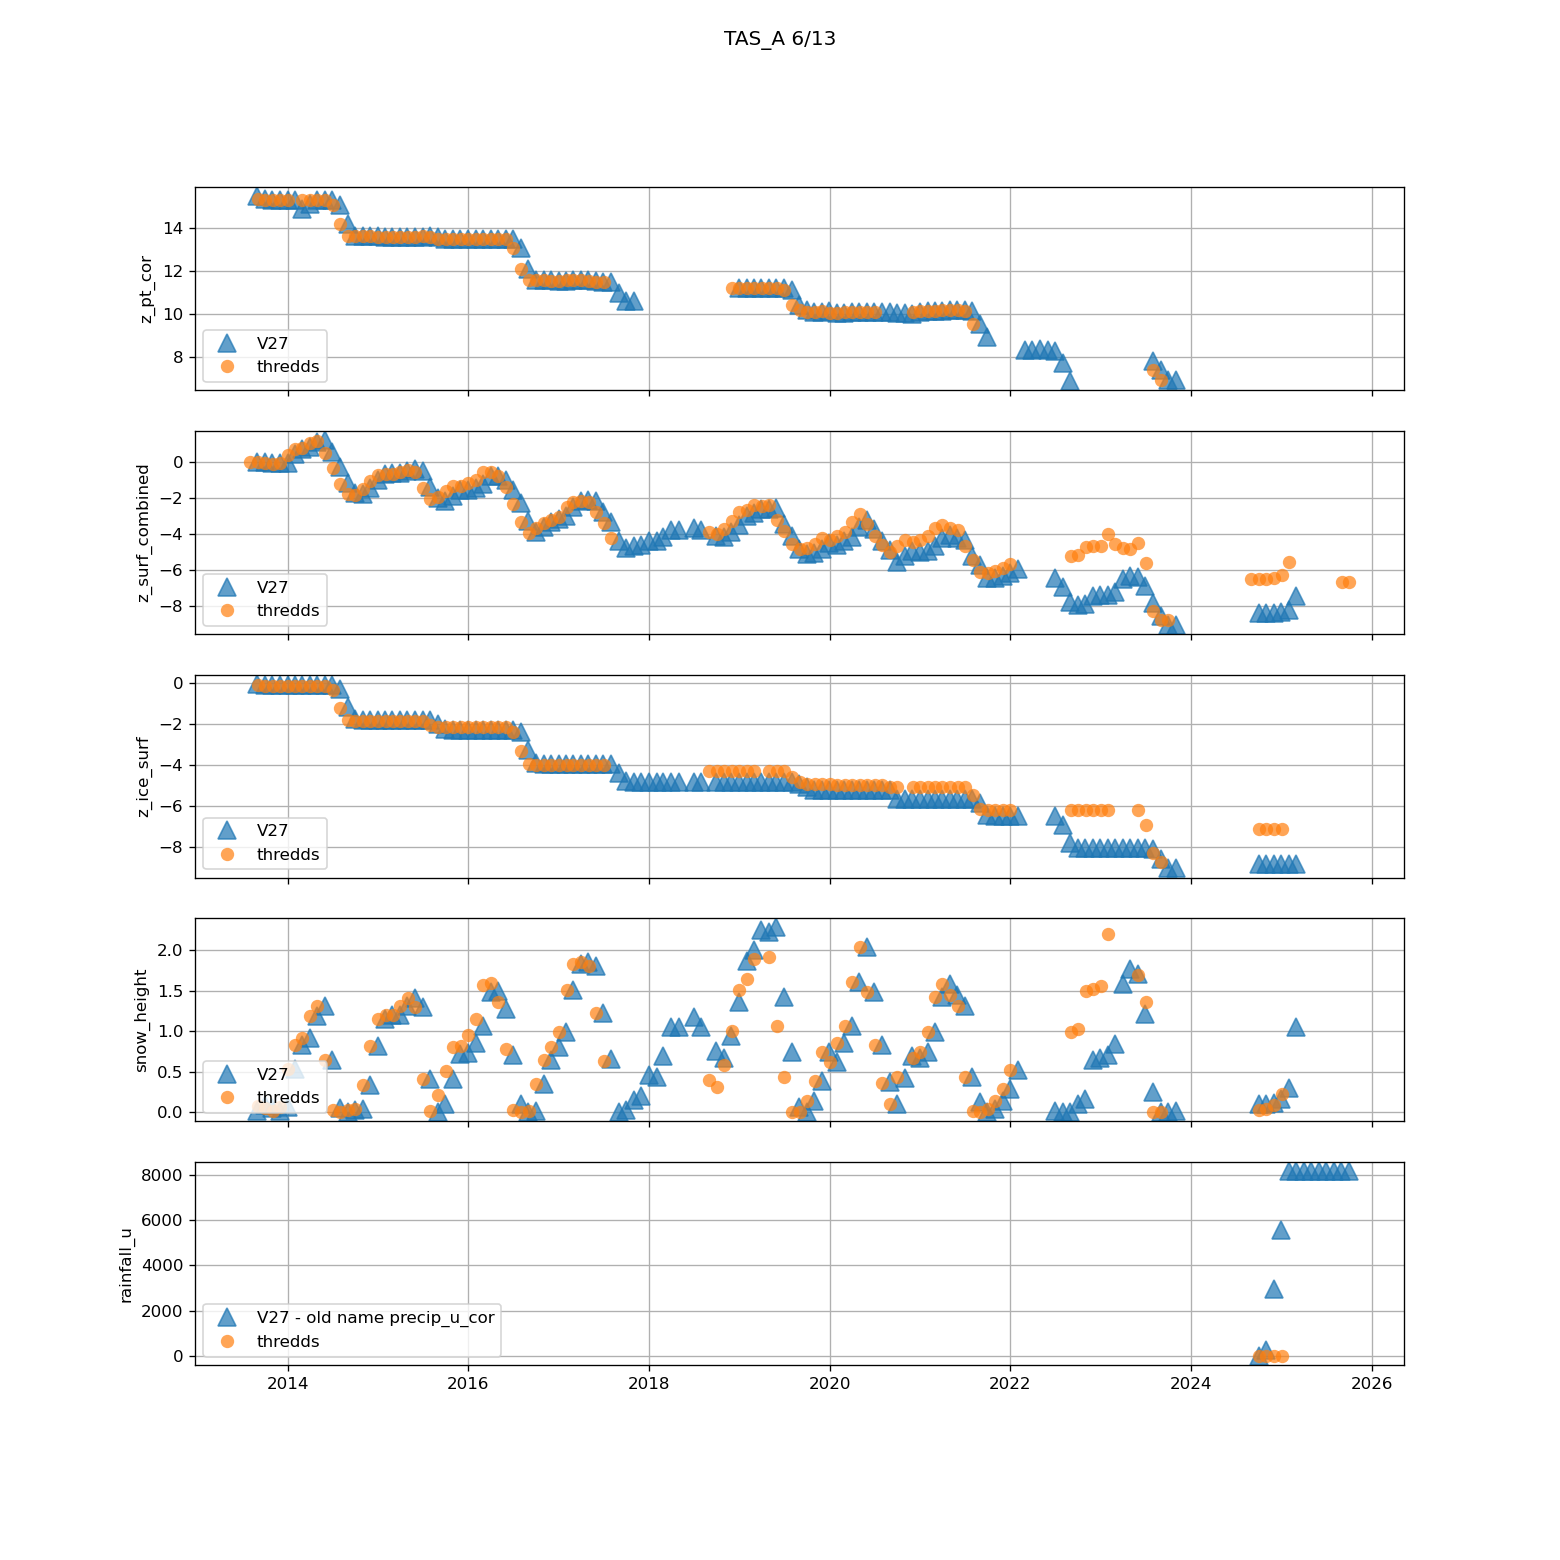 TAS_A 6/13
z_pt_cor
14
12
10
8
V27
thredds
z_surf_combined
0
−2
−4
−6
−8
V27
thredds
z_ice_surf
0
−2
−4
−6
−8
V27
thredds
snow_height
2.0
1.5
1.0
0.5
0.0
V27
thredds
rainfall_u
8000
6000
4000
2000
0
V27 - old name precip_u_cor
thredds
2014 2016 2018 2020 2022 2024 2026